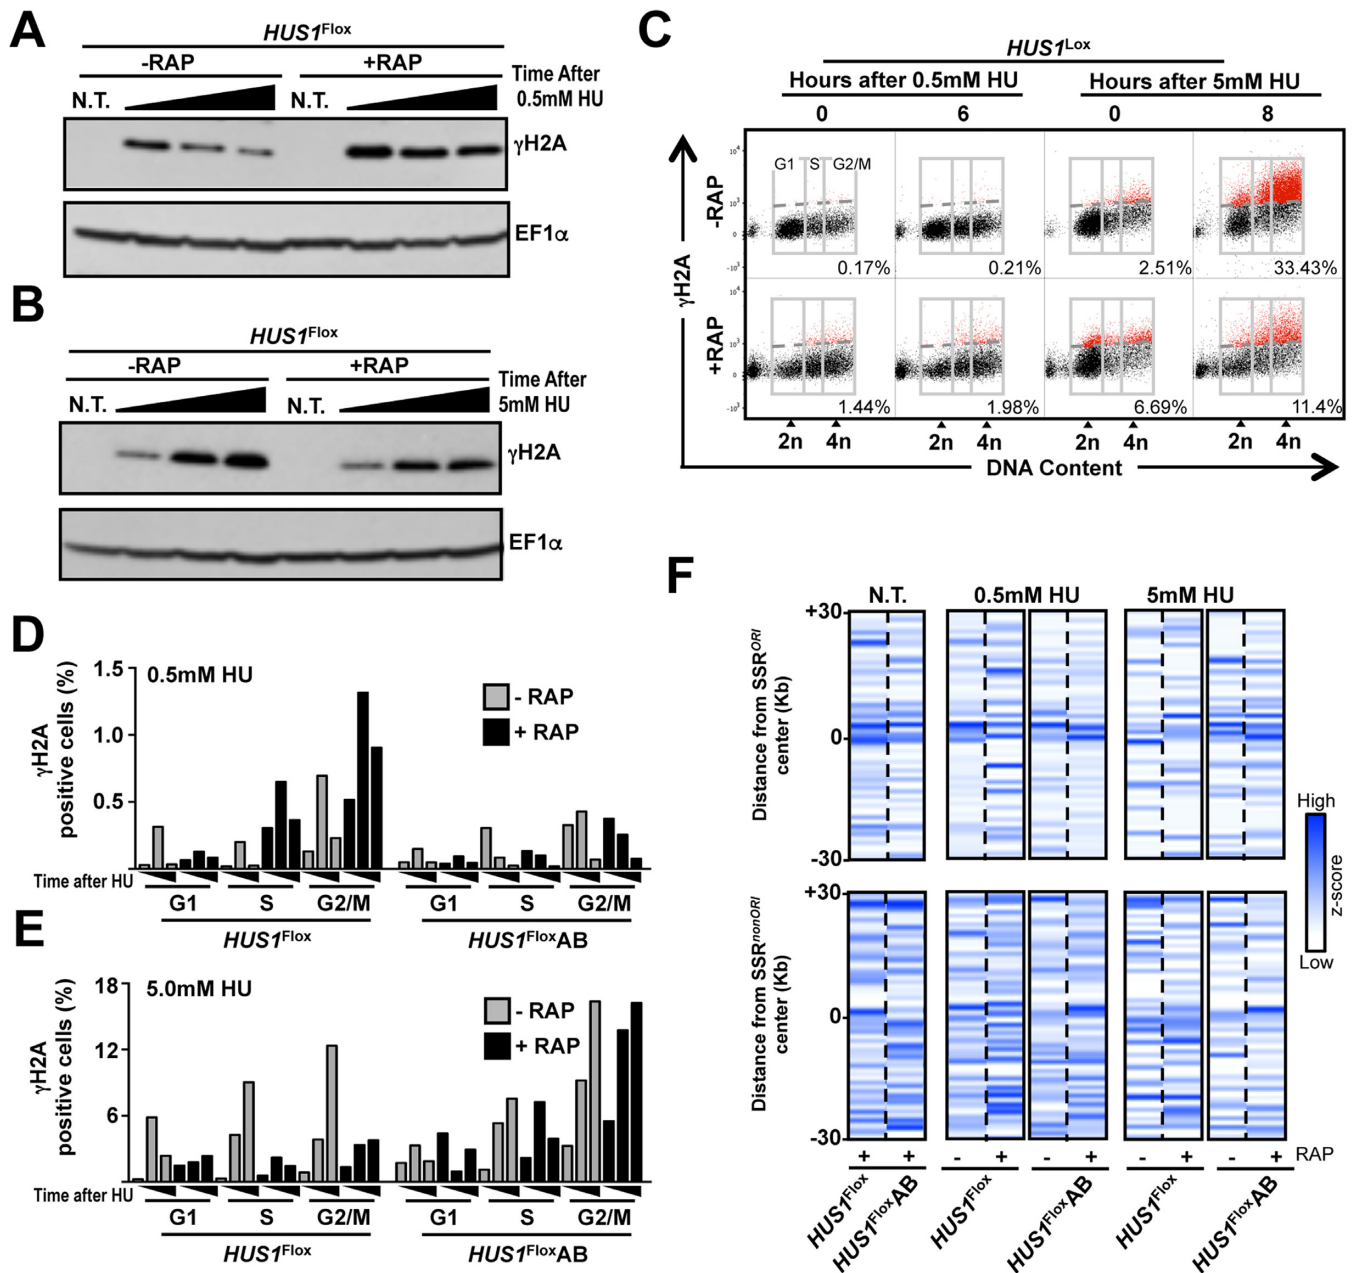 A
HUS1Flox
-RAP +RAP
N.T. N.T. Time After 0.5mM HU
γH2A
EF1α
B
HUS1Flox
-RAP +RAP
N.T. N.T. Time After 5mM HU
γH2A
EF1α
C
HUS1Lox
Hours after 0.5mM HU Hours after 5mM HU
0 6 0 8
γH2A
-RAP
10⁴
10³
0
-10³
G1 S G2/M
0.17% 0.21% 2.51% 33.43%
+RAP
10⁴
10³
0
-10³
1.44% 1.98% 6.69% 11.4%
2n 4n 2n 4n 2n 4n 2n 4n
DNA Content
D
γH2A
positive cells (%)
1.5
1.0
0.5
0.5mM HU
- RAP
+ RAP
Time after HU
G1 S G2/M G1 S G2/M
HUS1Flox HUS1FloxAB
E
γH2A
positive cells (%)
18
12
6
5.0mM HU
- RAP
+ RAP
Time after HU
G1 S G2/M G1 S G2/M
HUS1Flox HUS1FloxAB
F
N.T. 0.5mM HU 5mM HU
Distance from SSRORI
center (Kb)
+30
0
-30
Distance from SSRnonORI
center (Kb)
+30
0
-30
High
z-score
Low
+ + - + - + - + - + RAP
HUS1Flox HUS1FloxAB HUS1Flox HUS1FloxAB HUS1Flox HUS1FloxAB